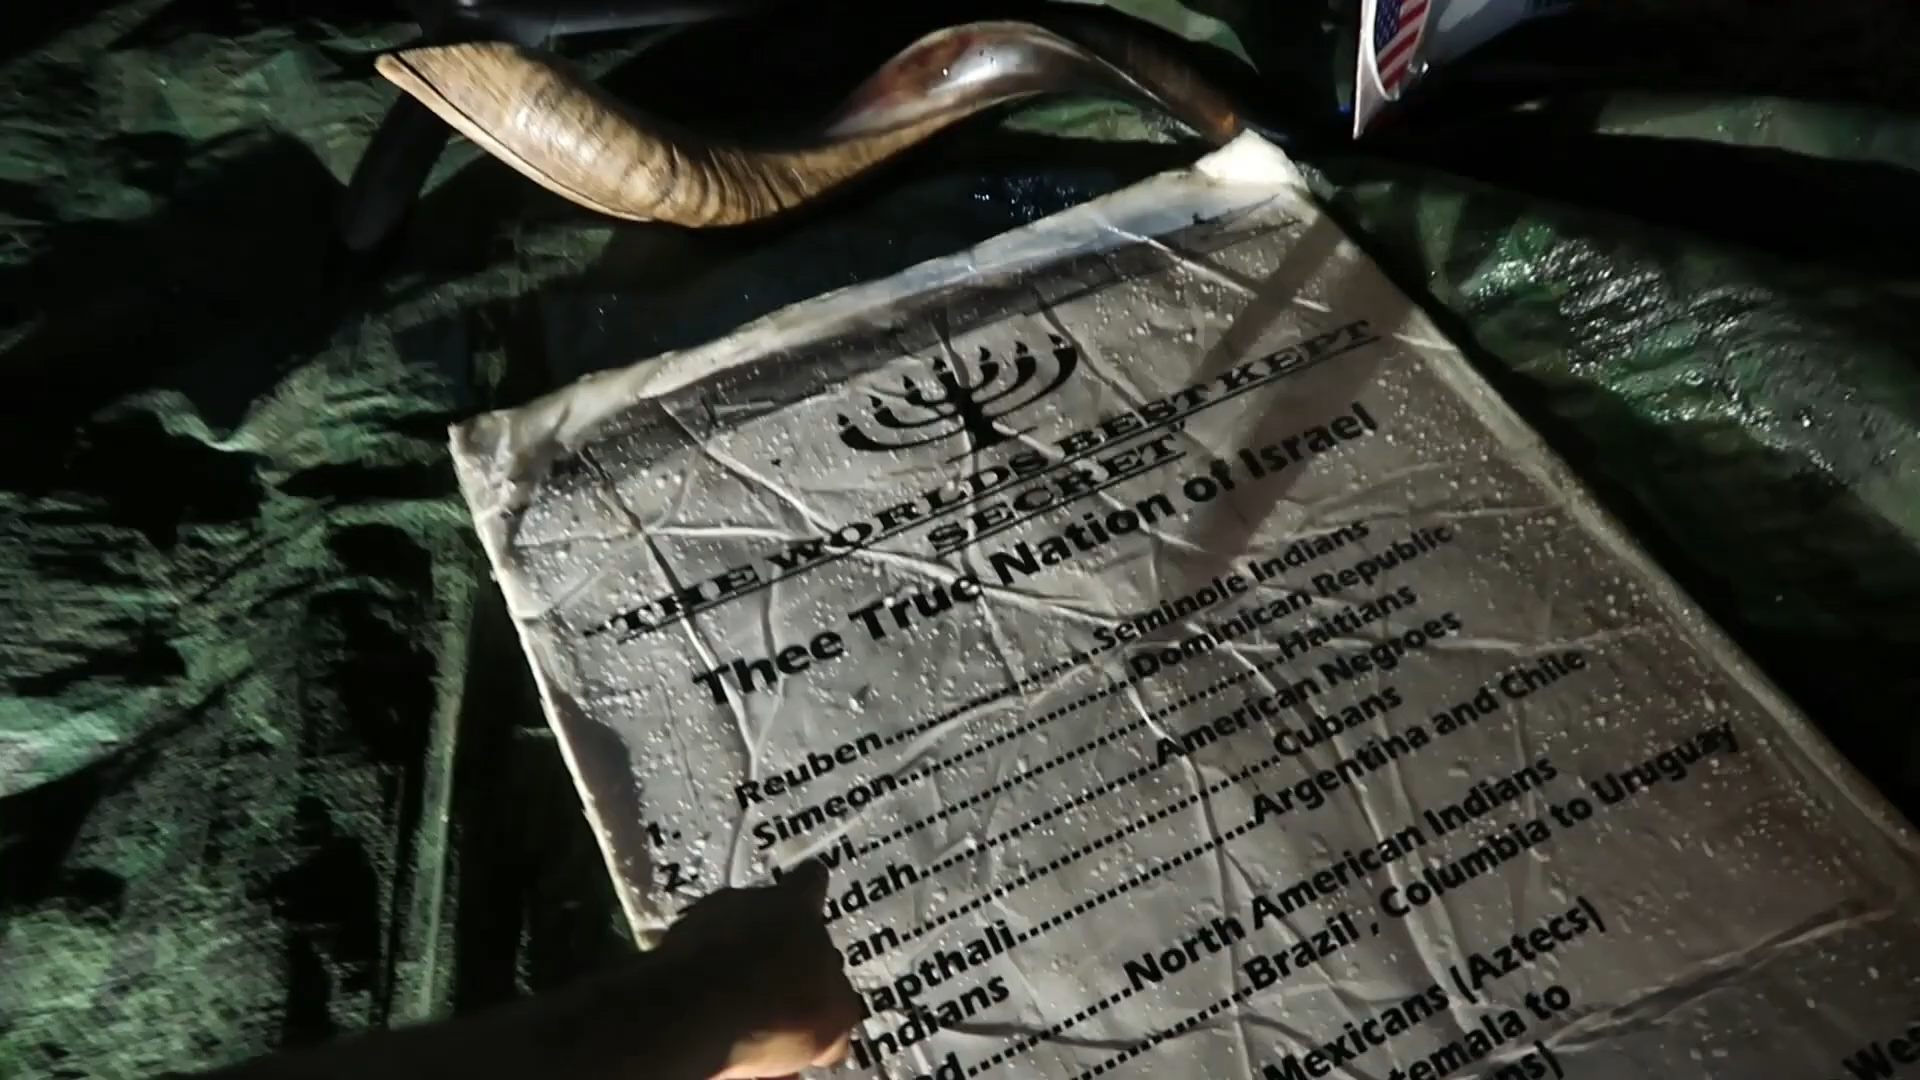 "THE WORLDS BEST KEPT
SECRET"
Thee True Nation of Israel
1. Reuben..............................Seminole Indians
2. Simeon..............................Dominican Republic
vi..............................Haitians
udah..............................American Negroes
an..............................Cubans
apthali..............................Argentina and Chile
Indians
North American Indians
Brazil , Columbia to Uruguay
Mexicans (Aztecs)
temala to